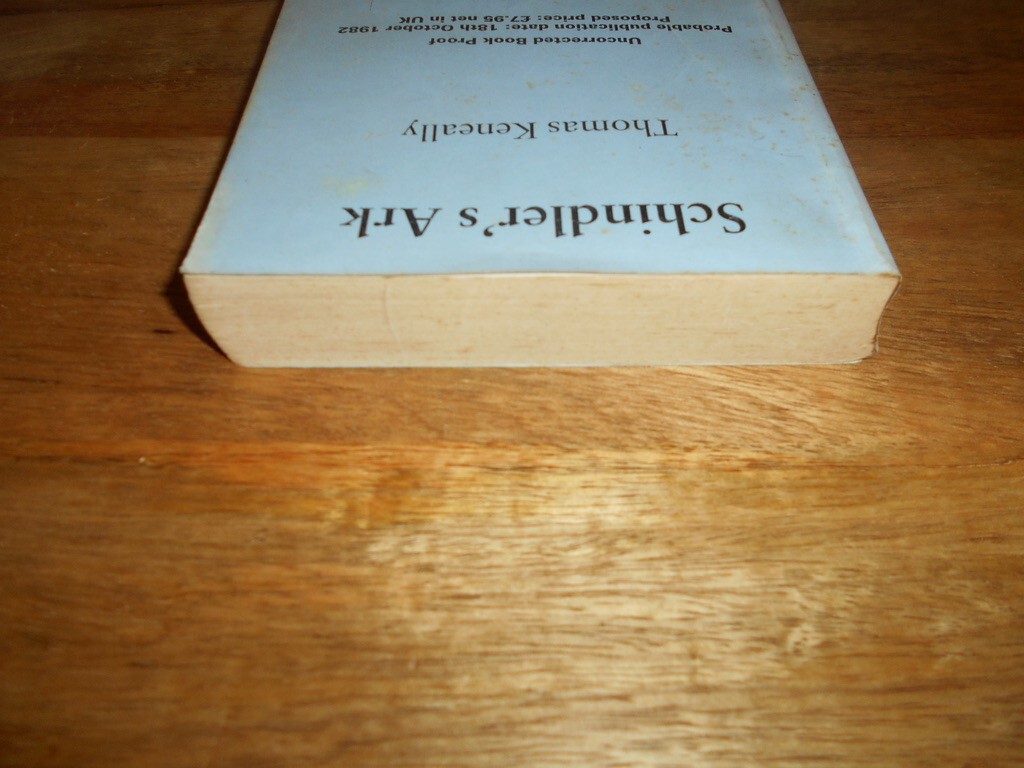 Schindler's Ark
Thomas Keneally
Uncorrected Book Proof
Probable publication date: 18th October 1982
Proposed price: £7.95 net in UK